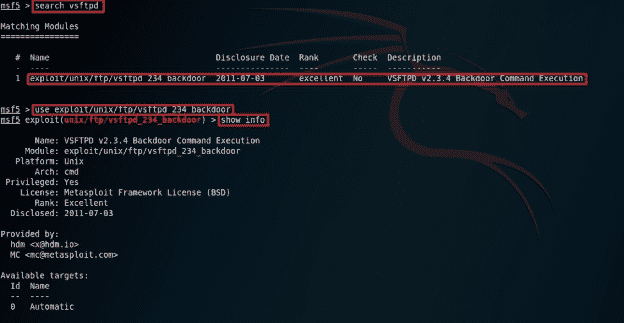 msf5 > search vsftpd
Matching Modules
================
# Name Disclosure Date Rank Check Description
- ---- --------------- ---- ----- -----------
1 exploit/unix/ftp/vsftpd_234_backdoor 2011-07-03 excellent No VSFTPD v2.3.4 Backdoor Command Execution
msf5 > use exploit/unix/ftp/vsftpd_234_backdoor
msf5 exploit(unix/ftp/vsftpd_234_backdoor) > show info
Name: VSFTPD v2.3.4 Backdoor Command Execution
Module: exploit/unix/ftp/vsftpd_234_backdoor
Platform: Unix
Arch: cmd
Privileged: Yes
License: Metasploit Framework License (BSD)
Rank: Excellent
Disclosed: 2011-07-03
Provided by:
hdm <x@hdm.io>
MC <mc@metasploit.com>
Available targets:
Id Name
-- ----
0 Automatic